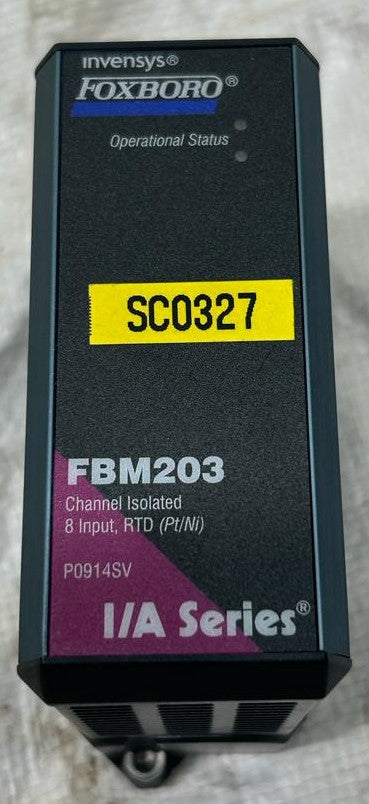 invensys®
FOXBORO®
Operational Status
SC0327
FBM203
Channel Isolated
8 Input, RTD (Pt/Ni)
P0914SV
I/A Series®